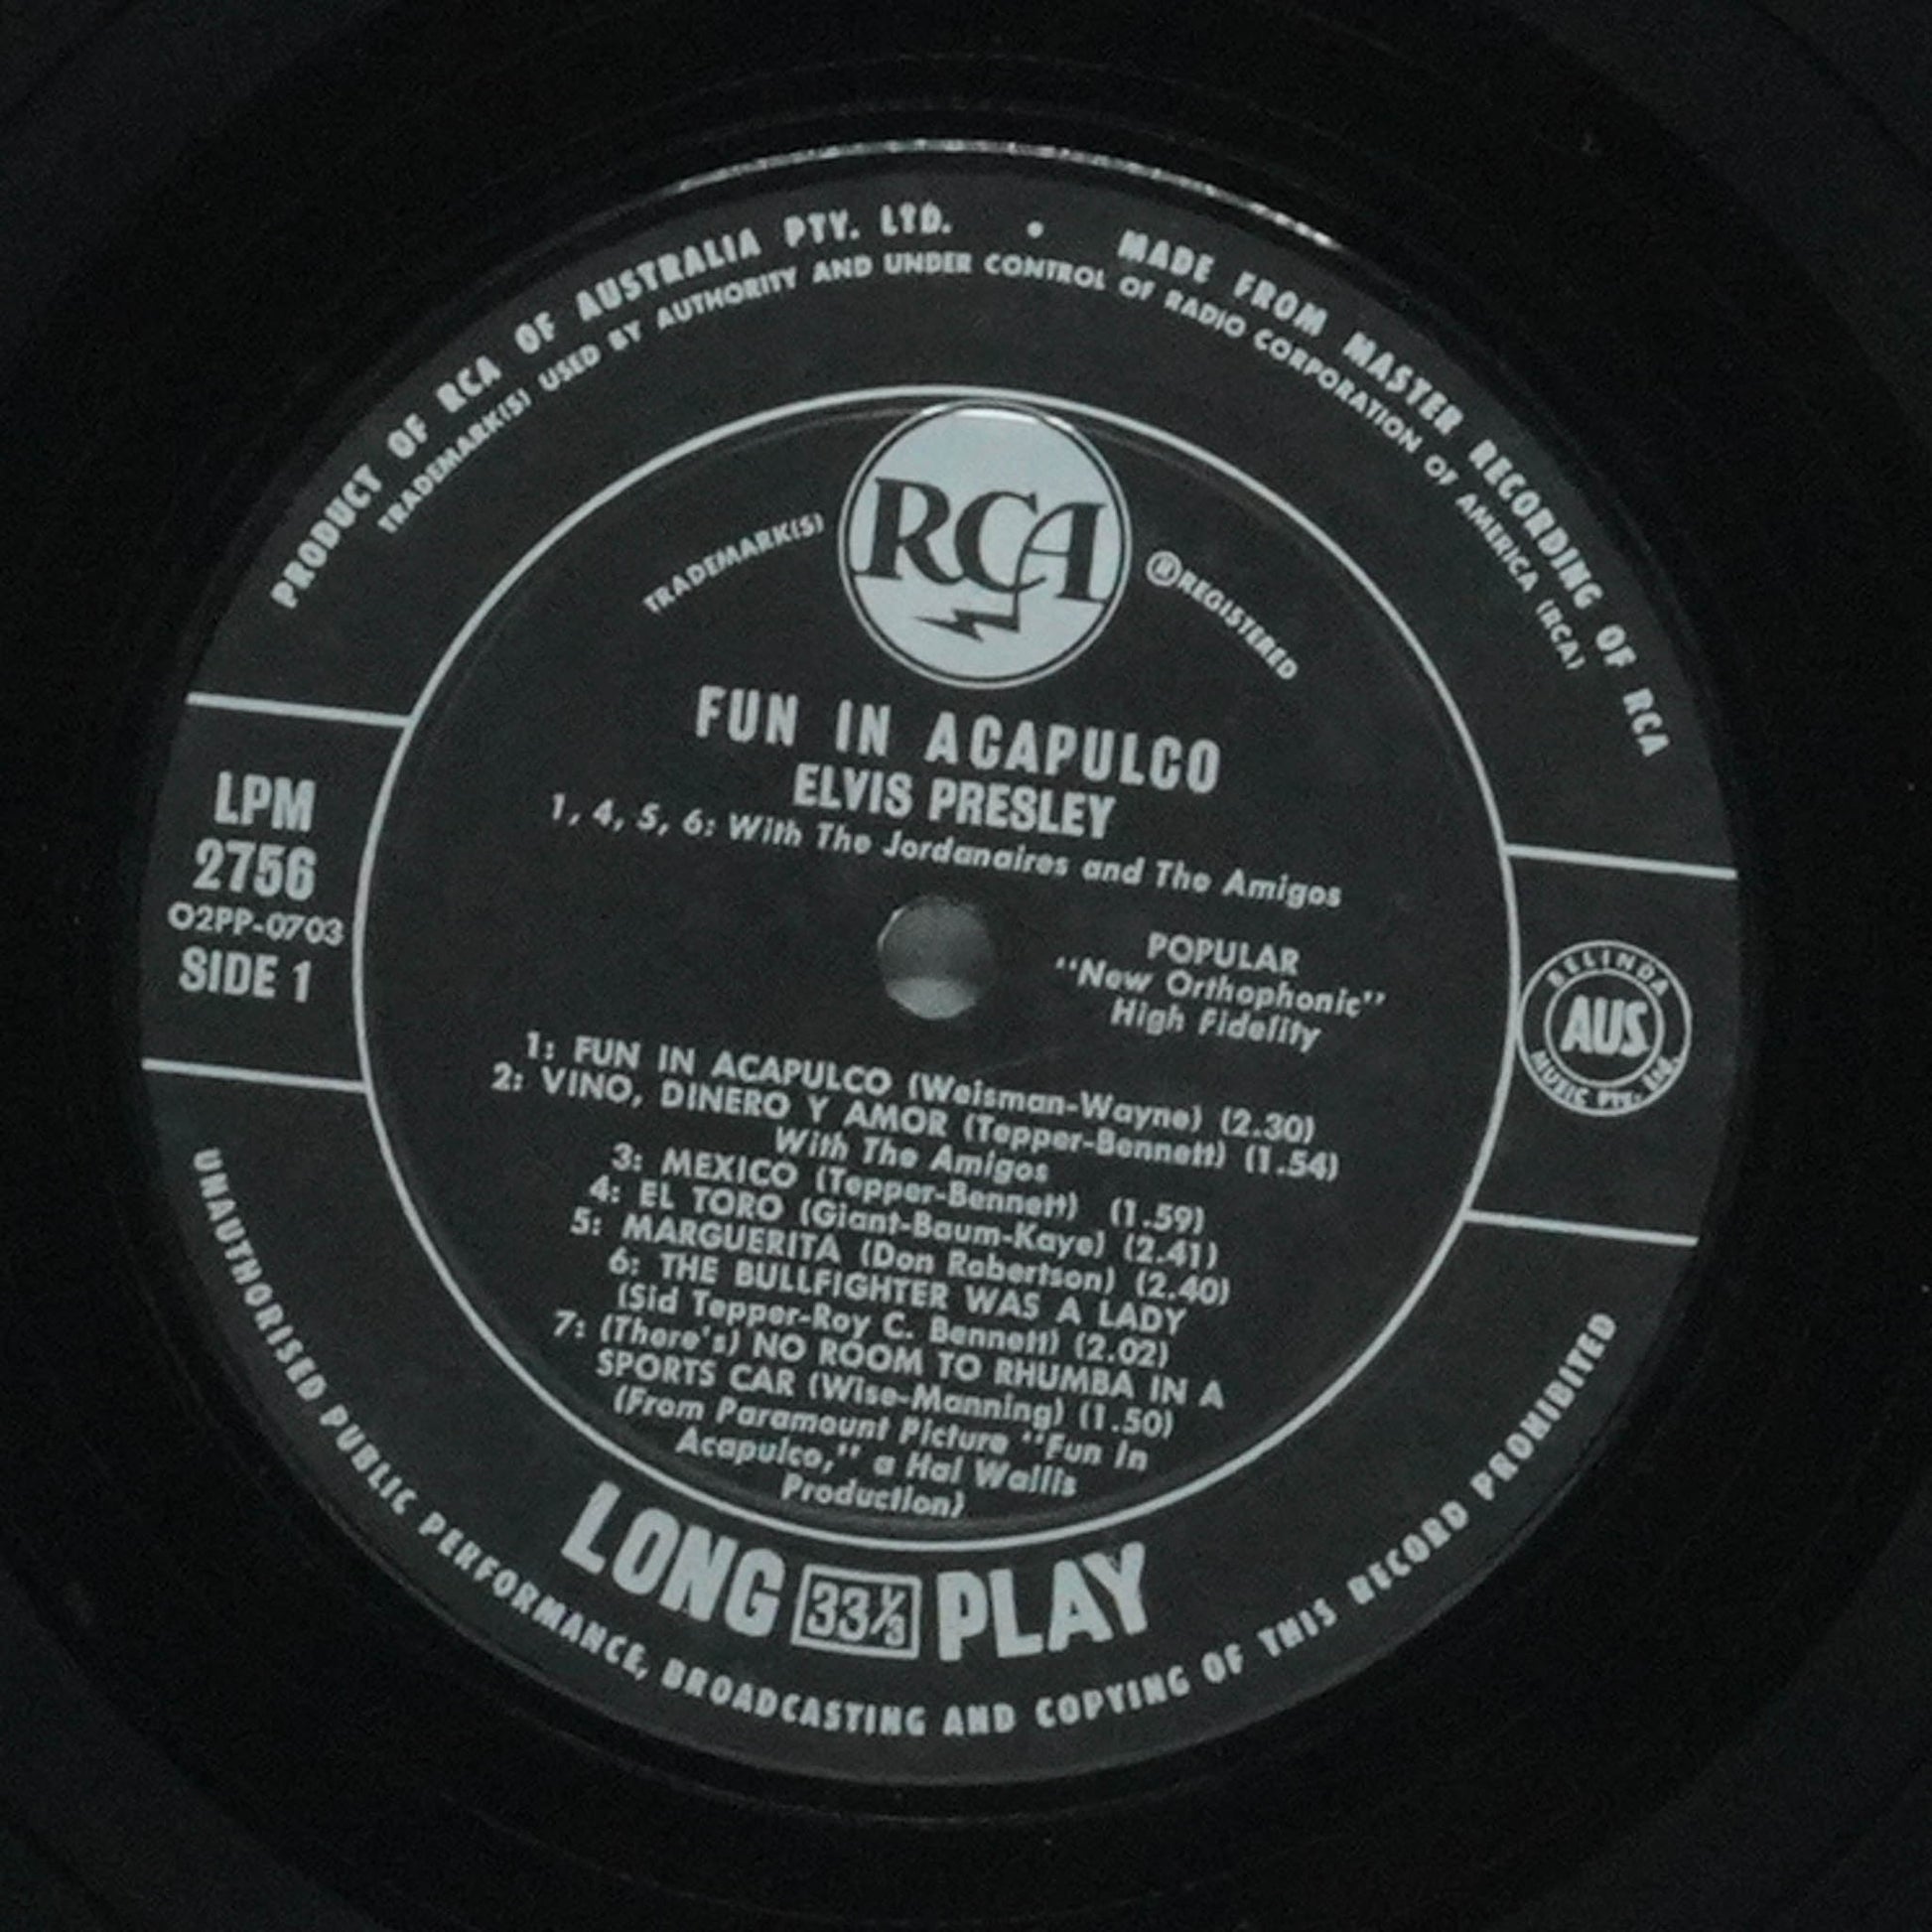 PRODUCT OF RCA OF AUSTRALIA PTY. LTD. • MADE FROM MASTER RECORDING OF RCA
TRADEMARK(S) USED BY AUTHORITY AND UNDER CONTROL OF RADIO CORPORATION OF AMERICA (RCA)
TRADEMARK(S) RCA ®REGISTERED
FUN IN ACAPULCO
ELVIS PRESLEY
1, 4, 5, 6: With The Jordanaires and The Amigos
LPM
2756
O2PP-0703
SIDE 1
POPULAR
“New Orthophonic”
High Fidelity
BELINDA
AUS.
MUSIC PTY. LTD.
1: FUN IN ACAPULCO (Weisman-Wayne) (2.30)
2: VINO, DINERO Y AMOR (Tepper-Bennett) (1.54)
With The Amigos
3: MEXICO (Tepper-Bennett) (1.59)
4: EL TORO (Giant-Baum-Kaye) (2.41)
5: MARGUERITA (Don Robertson) (2.40)
6: THE BULLFIGHTER WAS A LADY
(Sid Tepper-Roy C. Bennett) (2.02)
7: (There's) NO ROOM TO RHUMBA IN A
SPORTS CAR (Wise-Manning) (1.50)
(From Paramount Picture “Fun In
Acapulco,” a Hal Wallis
Production)
LONG 33⅓ PLAY
UNAUTHORISED PUBLIC PERFORMANCE, BROADCASTING AND COPYING OF THIS RECORD PROHIBITED